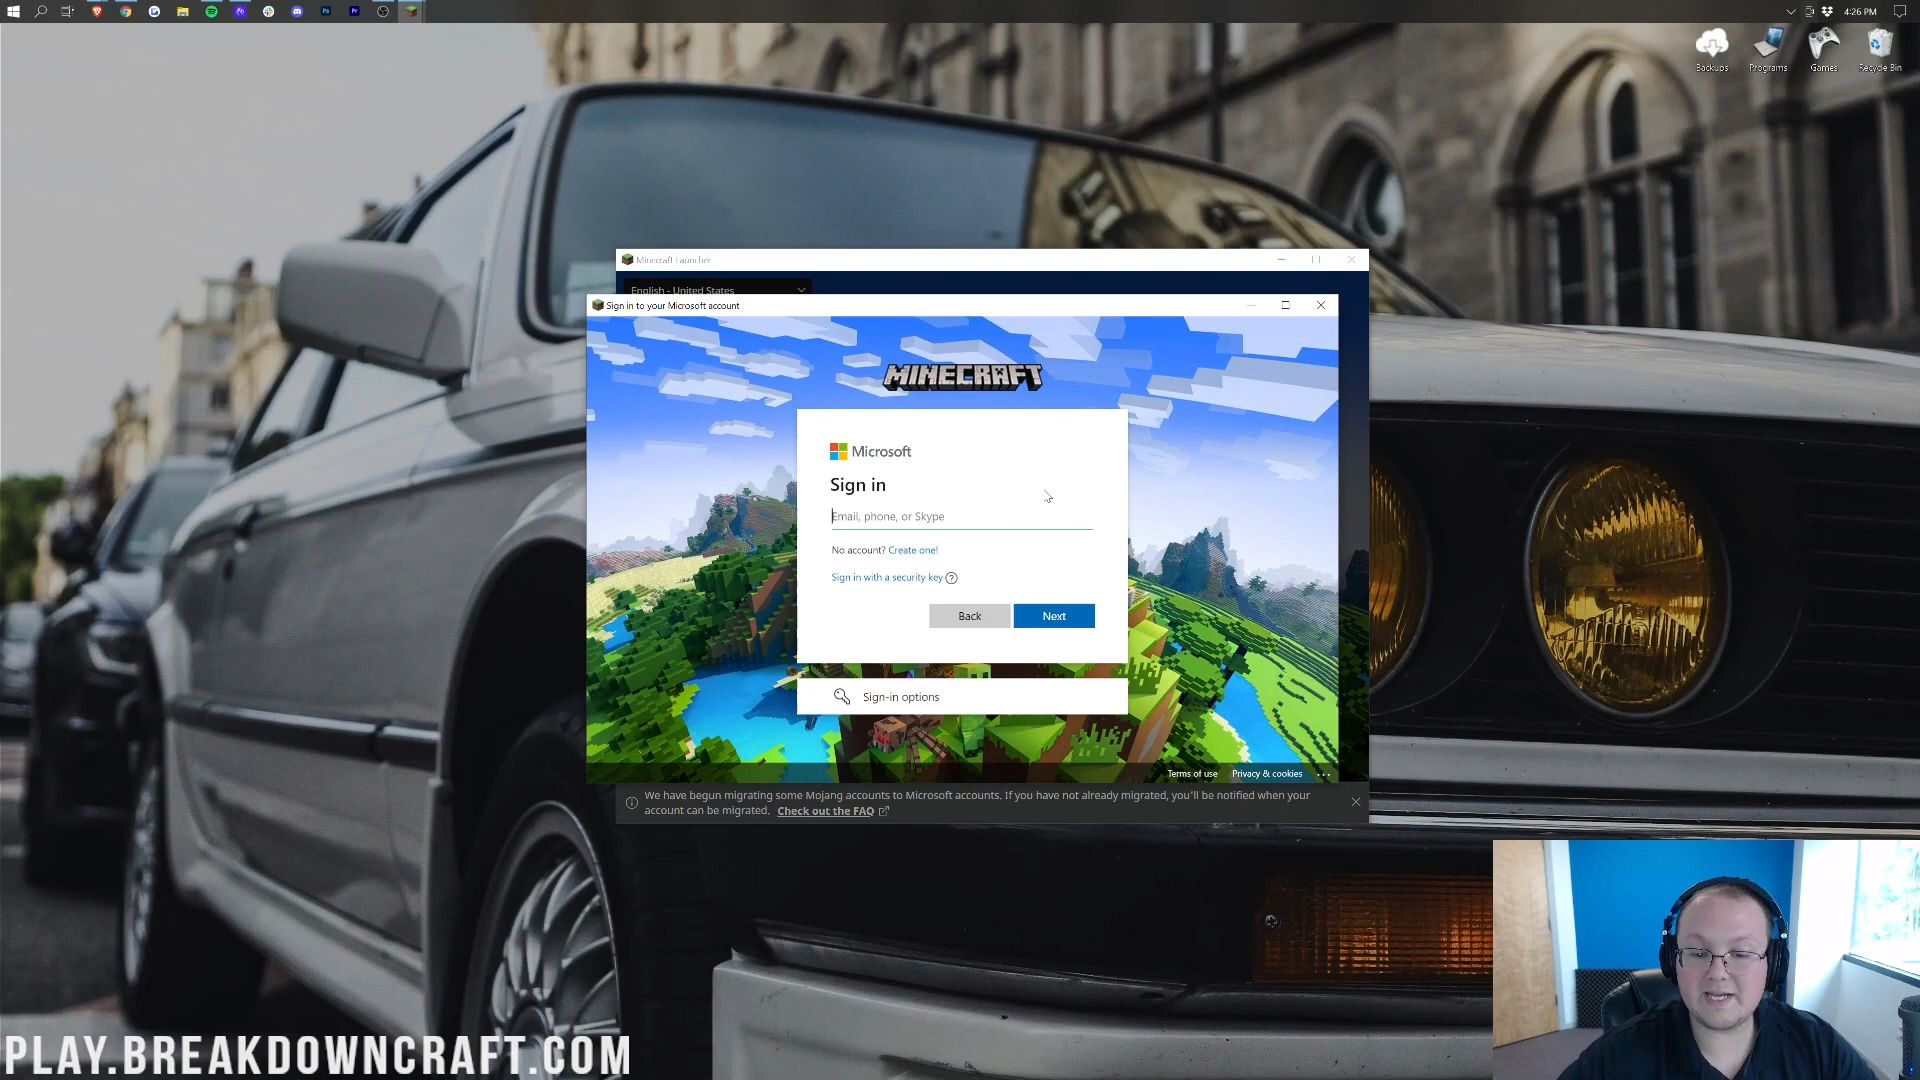 4:26 PM
Backups
Programs
Games
Recycle Bin
Minecraft Launcher
English - United States
Sign in to your Microsoft account
MINECRAFT
Microsoft
Sign in
Email, phone, or Skype
No account? Create one!
Sign in with a security key
Back
Next
Sign-in options
Terms of use
Privacy & cookies
We have begun migrating some Mojang accounts to Microsoft accounts. If you have not already migrated, you'll be notified when your
account can be migrated. Check out the FAQ
PLAY.BREAKDOWNCRAFT.COM